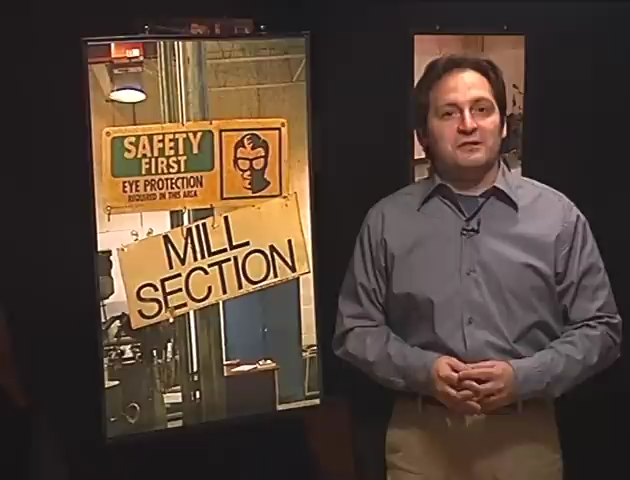 SAFETY
FIRST
EYE PROTECTION
REQUIRED IN THIS AREA
MILL
SECTION